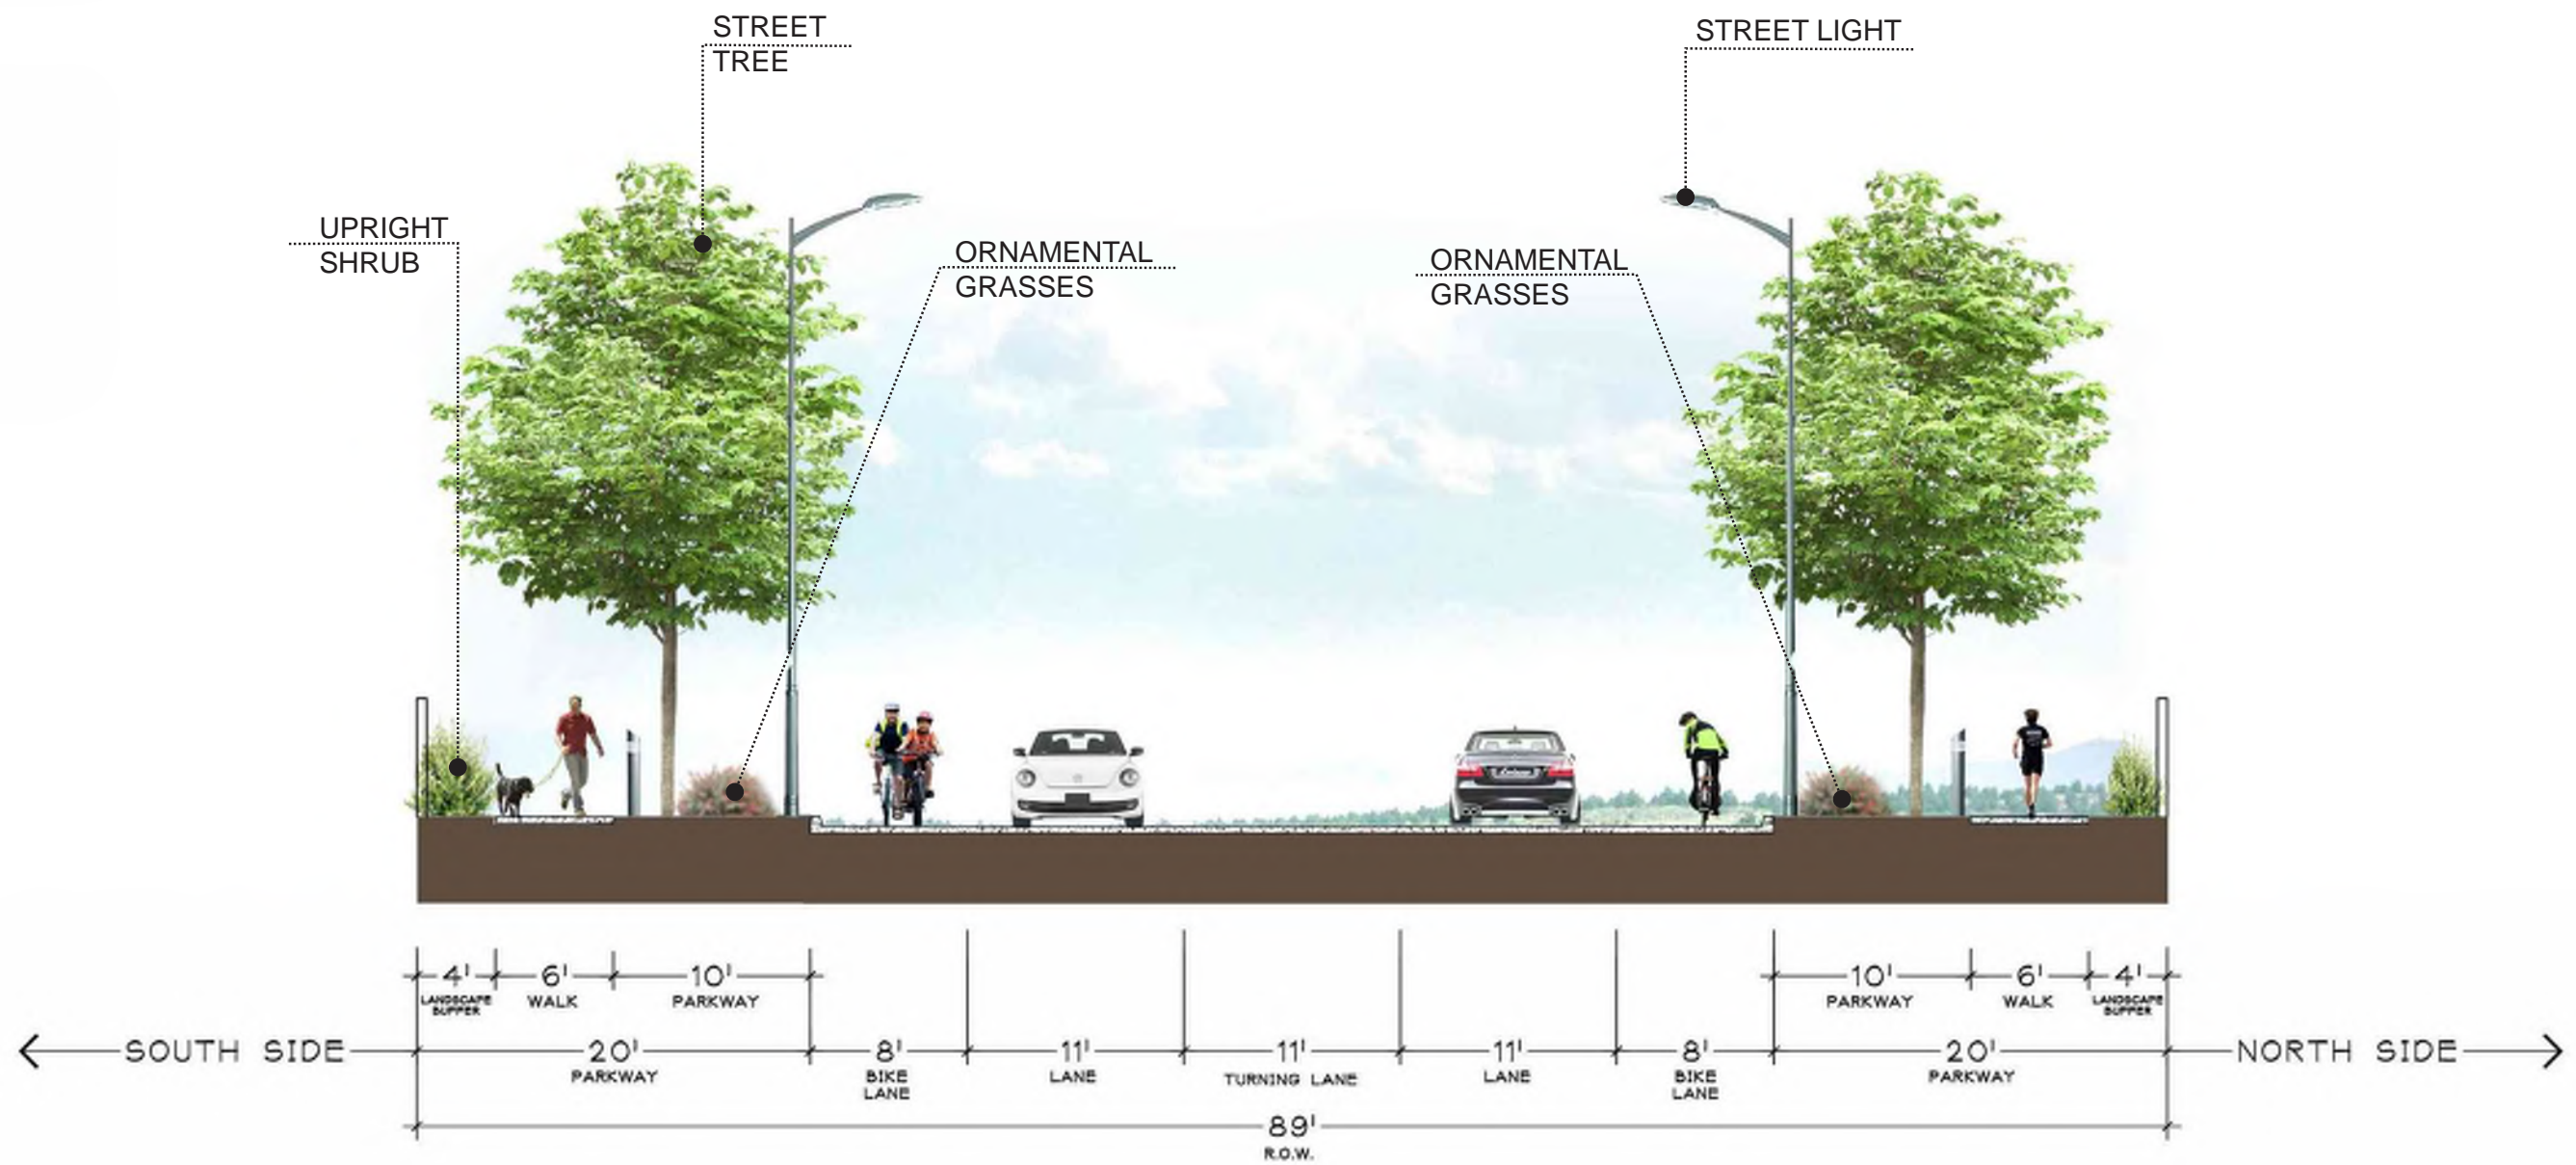 STREET
TREE
STREET LIGHT
UPRIGHT
SHRUB
ORNAMENTAL
GRASSES
ORNAMENTAL
GRASSES
4' 6' 10' 10' 6' 4'
LANDSCAPE
BUFFER
WALK PARKWAY PARKWAY WALK
LANDSCAPE
BUFFER
SOUTH SIDE 20' 8' 11' 11' 11' 8' 20' NORTH SIDE
PARKWAY
BIKE
LANE
LANE
TURNING LANE
LANE
BIKE
LANE
PARKWAY
89'
R.O.W.